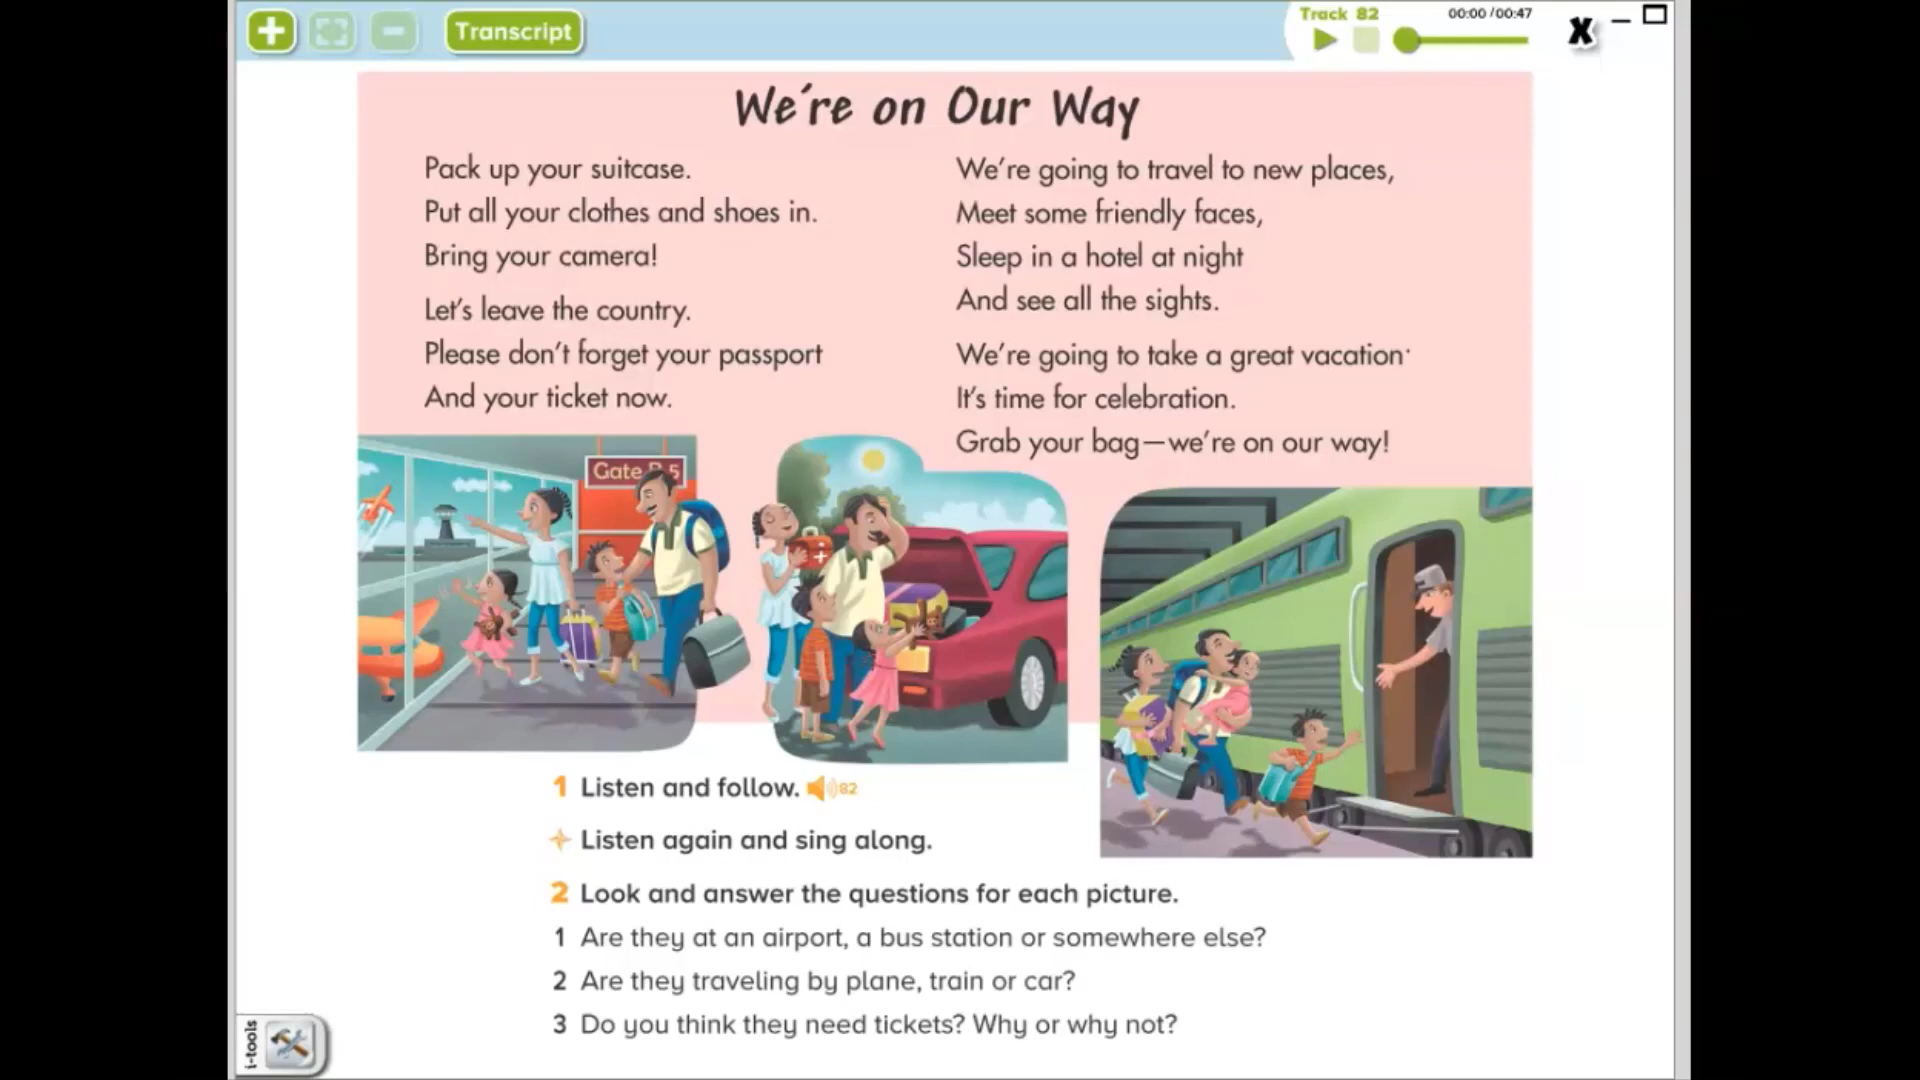 Transcript
Track 82
00:00 /00:47
X
We're on Our Way
Pack up your suitcase.
Put all your clothes and shoes in.
Bring your camera!
Let's leave the country.
Please don't forget your passport
And your ticket now.
We're going to travel to new places,
Meet some friendly faces,
Sleep in a hotel at night
And see all the sights.
We're going to take a great vacation
It's time for celebration.
Grab your bag—we're on our way!
Gate 5
1 Listen and follow. 82
Listen again and sing along.
2 Look and answer the questions for each picture.
1 Are they at an airport, a bus station or somewhere else?
2 Are they traveling by plane, train or car?
3 Do you think they need tickets? Why or why not?
i-tools